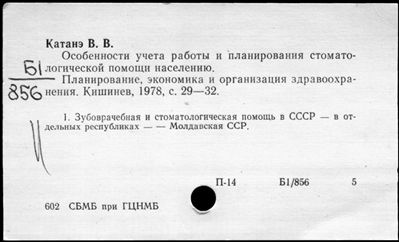 Катанэ В. В.
Особенности учета работы и планирования стомато-
логической помощи населению.
Б1
856
Планирование, экономика и организация здравоохра-
нения. Кишинев, 1978, с. 29—32.
1. Зубоврачебная и стоматологическая помощь в СССР — в от-
дельных республиках — — Молдавская ССР.
П-14 Б1/856 5
602 СБМБ при ГЦНМБ